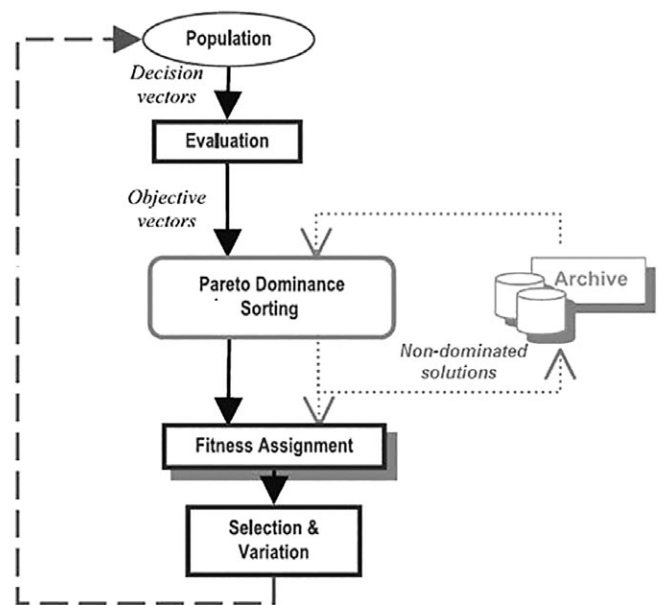 Population
Decision
vectors
Evaluation
Objective
vectors
Pareto Dominance
Sorting
Archive
Non-dominated
solutions
Fitness Assignment
Selection &
Variation